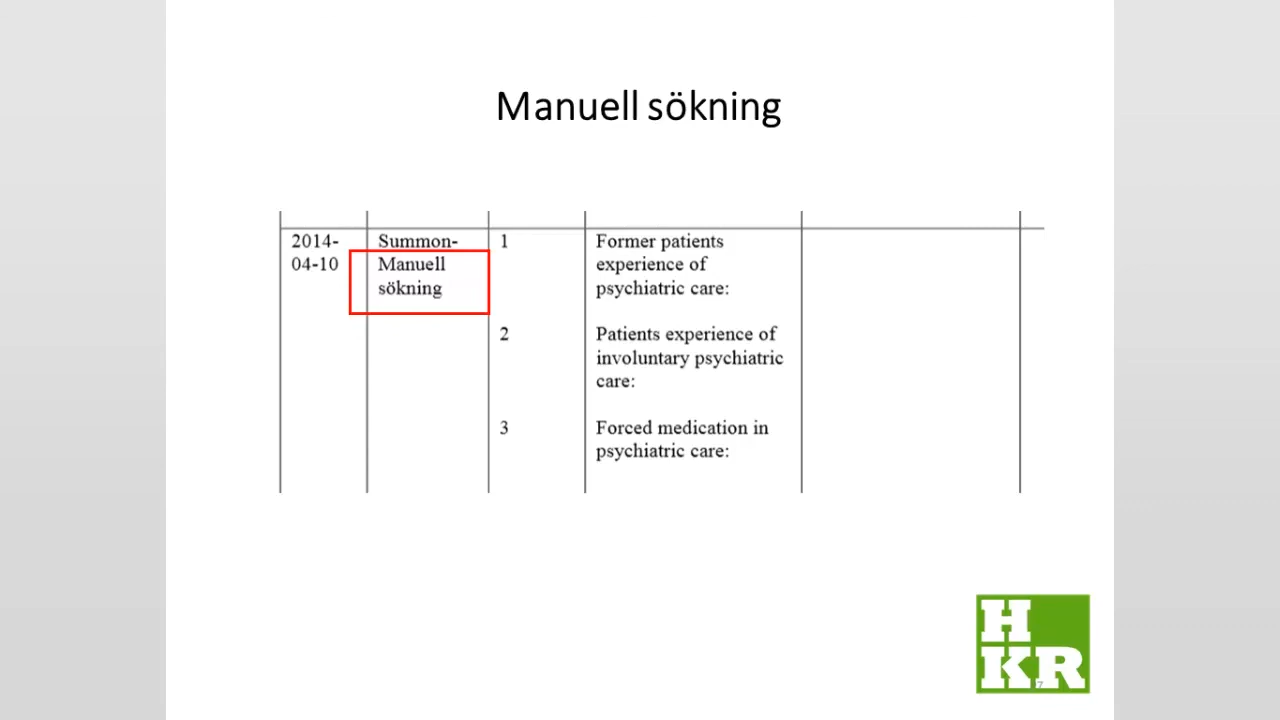 Manuell sökning
2014-
04-10
Summon-
Manuell
sökning
1
Former patients
experience of
psychiatric care:
2
Patients experience of
involuntary psychiatric
care:
3
Forced medication in
psychiatric care:
H
KR
7